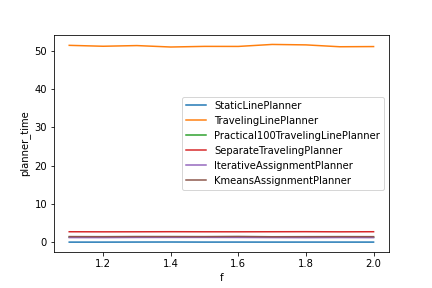 50
40
30
20
10
0
planner_time
StaticLinePlanner
TravelingLinePlanner
Practical100TravelingLinePlanner
SeparateTravelingPlanner
IterativeAssignmentPlanner
KmeansAssignmentPlanner
1.2 1.4 1.6 1.8 2.0
f